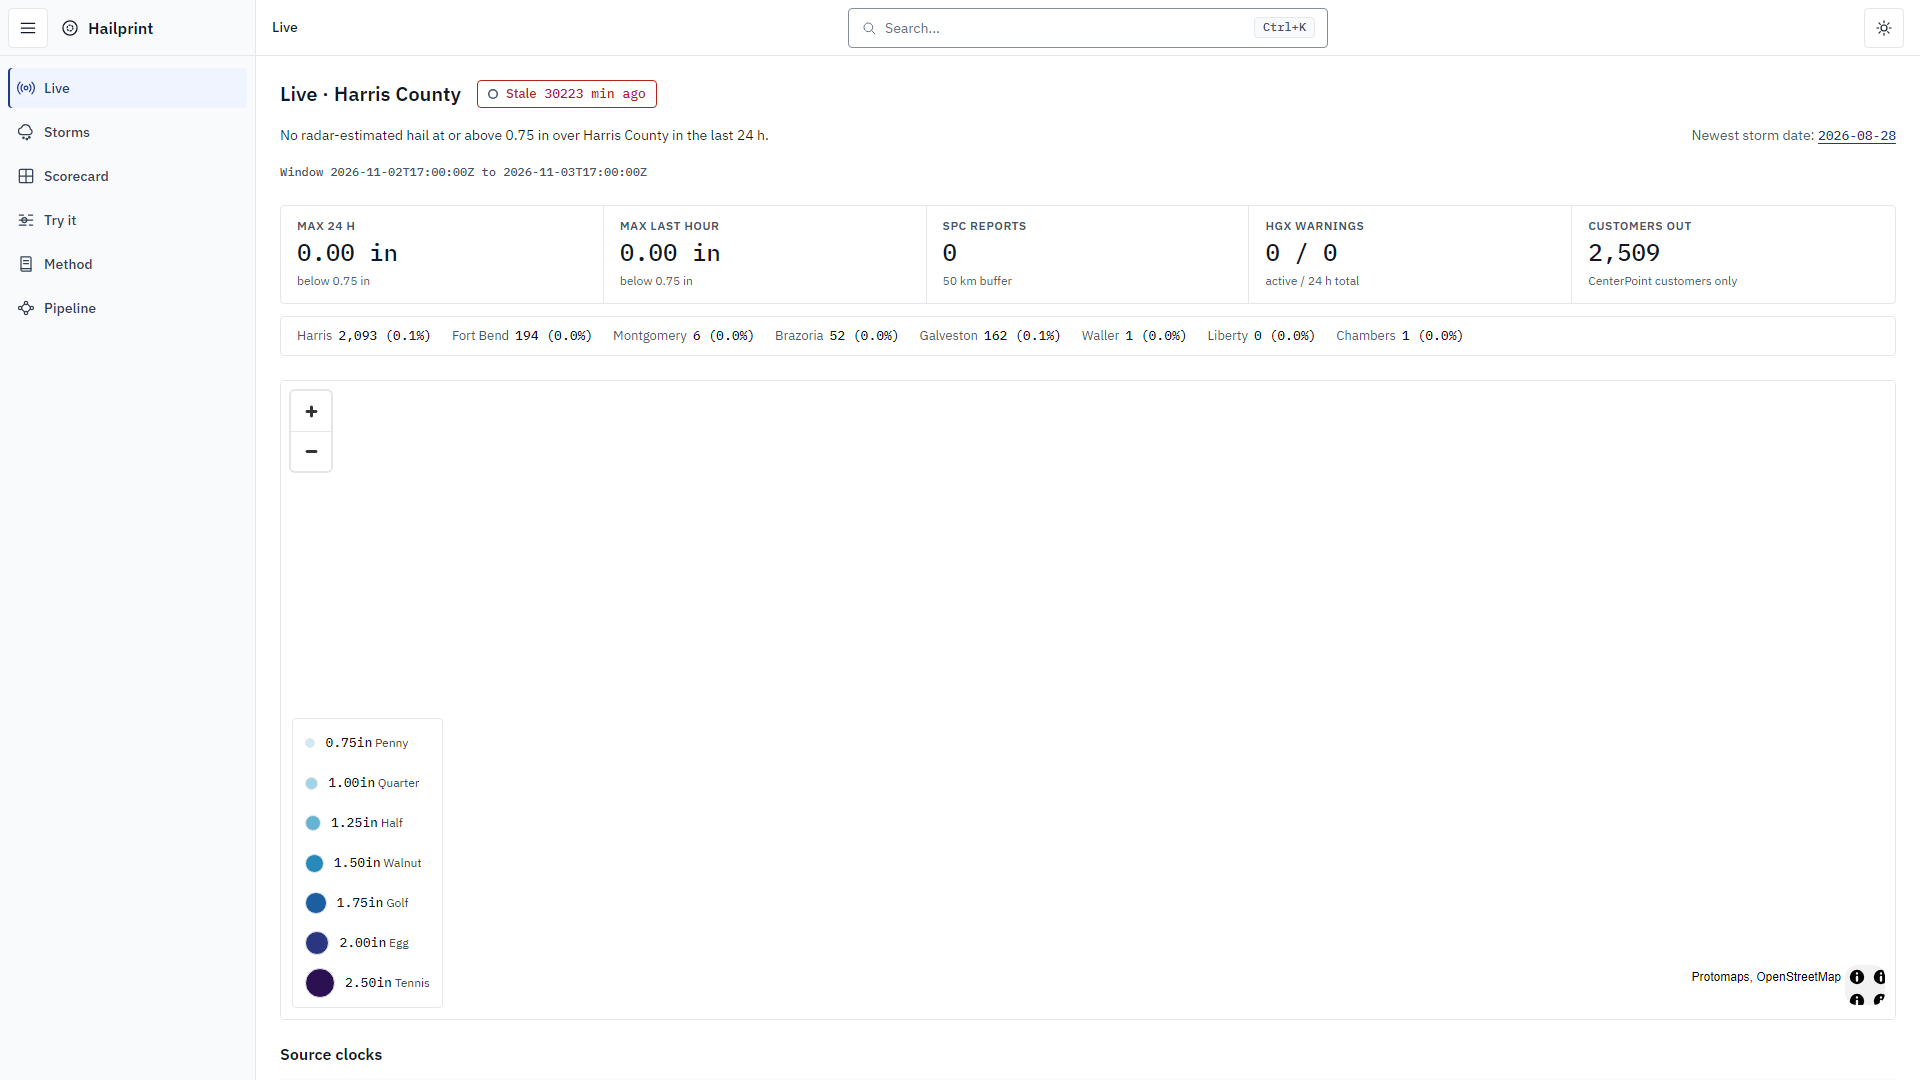 Hailprint
Live
Search...
Ctrl+K
Live
Storms
Scorecard
Try it
Method
Pipeline
Live · Harris County
Stale 30223 min ago
No radar-estimated hail at or above 0.75 in over Harris County in the last 24 h.
Newest storm date: 2026-08-28
Window 2026-11-02T17:00:00Z to 2026-11-03T17:00:00Z
MAX 24 H
0.00 in
below 0.75 in
MAX LAST HOUR
0.00 in
below 0.75 in
SPC REPORTS
0
50 km buffer
HGX WARNINGS
0 / 0
active / 24 h total
CUSTOMERS OUT
2,509
CenterPoint customers only
Harris 2,093 (0.1%) Fort Bend 194 (0.0%) Montgomery 6 (0.0%) Brazoria 52 (0.0%) Galveston 162 (0.1%) Waller 1 (0.0%) Liberty 0 (0.0%) Chambers 1 (0.0%)
+
−
0.75in Penny
1.00in Quarter
1.25in Half
1.50in Walnut
1.75in Golf
2.00in Egg
2.50in Tennis
Protomaps, OpenStreetMap
Source clocks